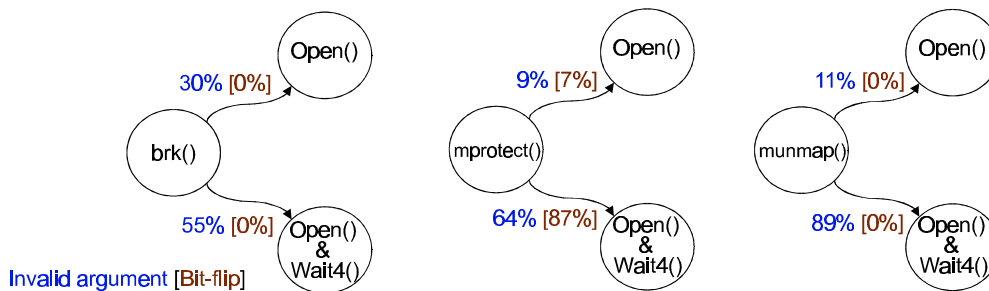 Open()
30% [0%]
brk()
55% [0%]
Open()
&
Wait4()
Open()
9% [7%]
mprotect()
64% [87%]
Open()
&
Wait4()
Open()
11% [0%]
munmap()
89% [0%]
Open()
&
Wait4()
Invalid argument [Bit-flip]